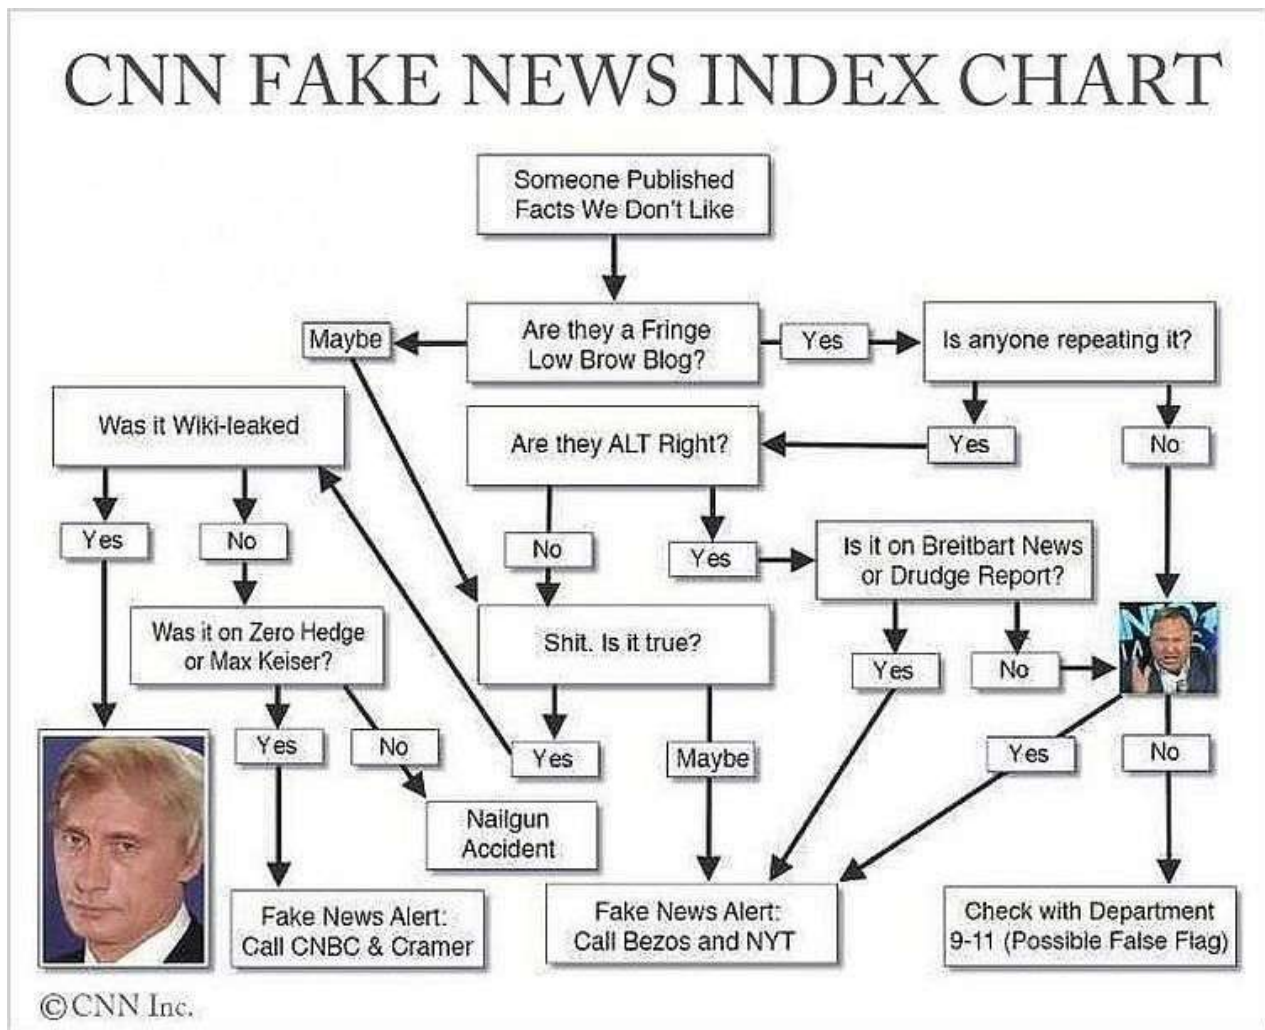 CNN FAKE NEWS INDEX CHART
Someone Published
Facts We Don't Like
Maybe
Are they a Fringe
Low Brow Blog?
Yes
Is anyone repeating it?
Was it Wiki-leaked
Are they ALT Right?
Yes
No
Yes
No
No
Yes
Is it on Breitbart News
or Drudge Report?
Was it on Zero Hedge
or Max Keiser?
Shit. Is it true?
Yes
No
Yes
No
Yes
Maybe
Yes
No
Nailgun
Accident
Fake News Alert:
Call CNBC & Cramer
Fake News Alert:
Call Bezos and NYT
Check with Department
9-11 (Possible False Flag)
©CNN Inc.